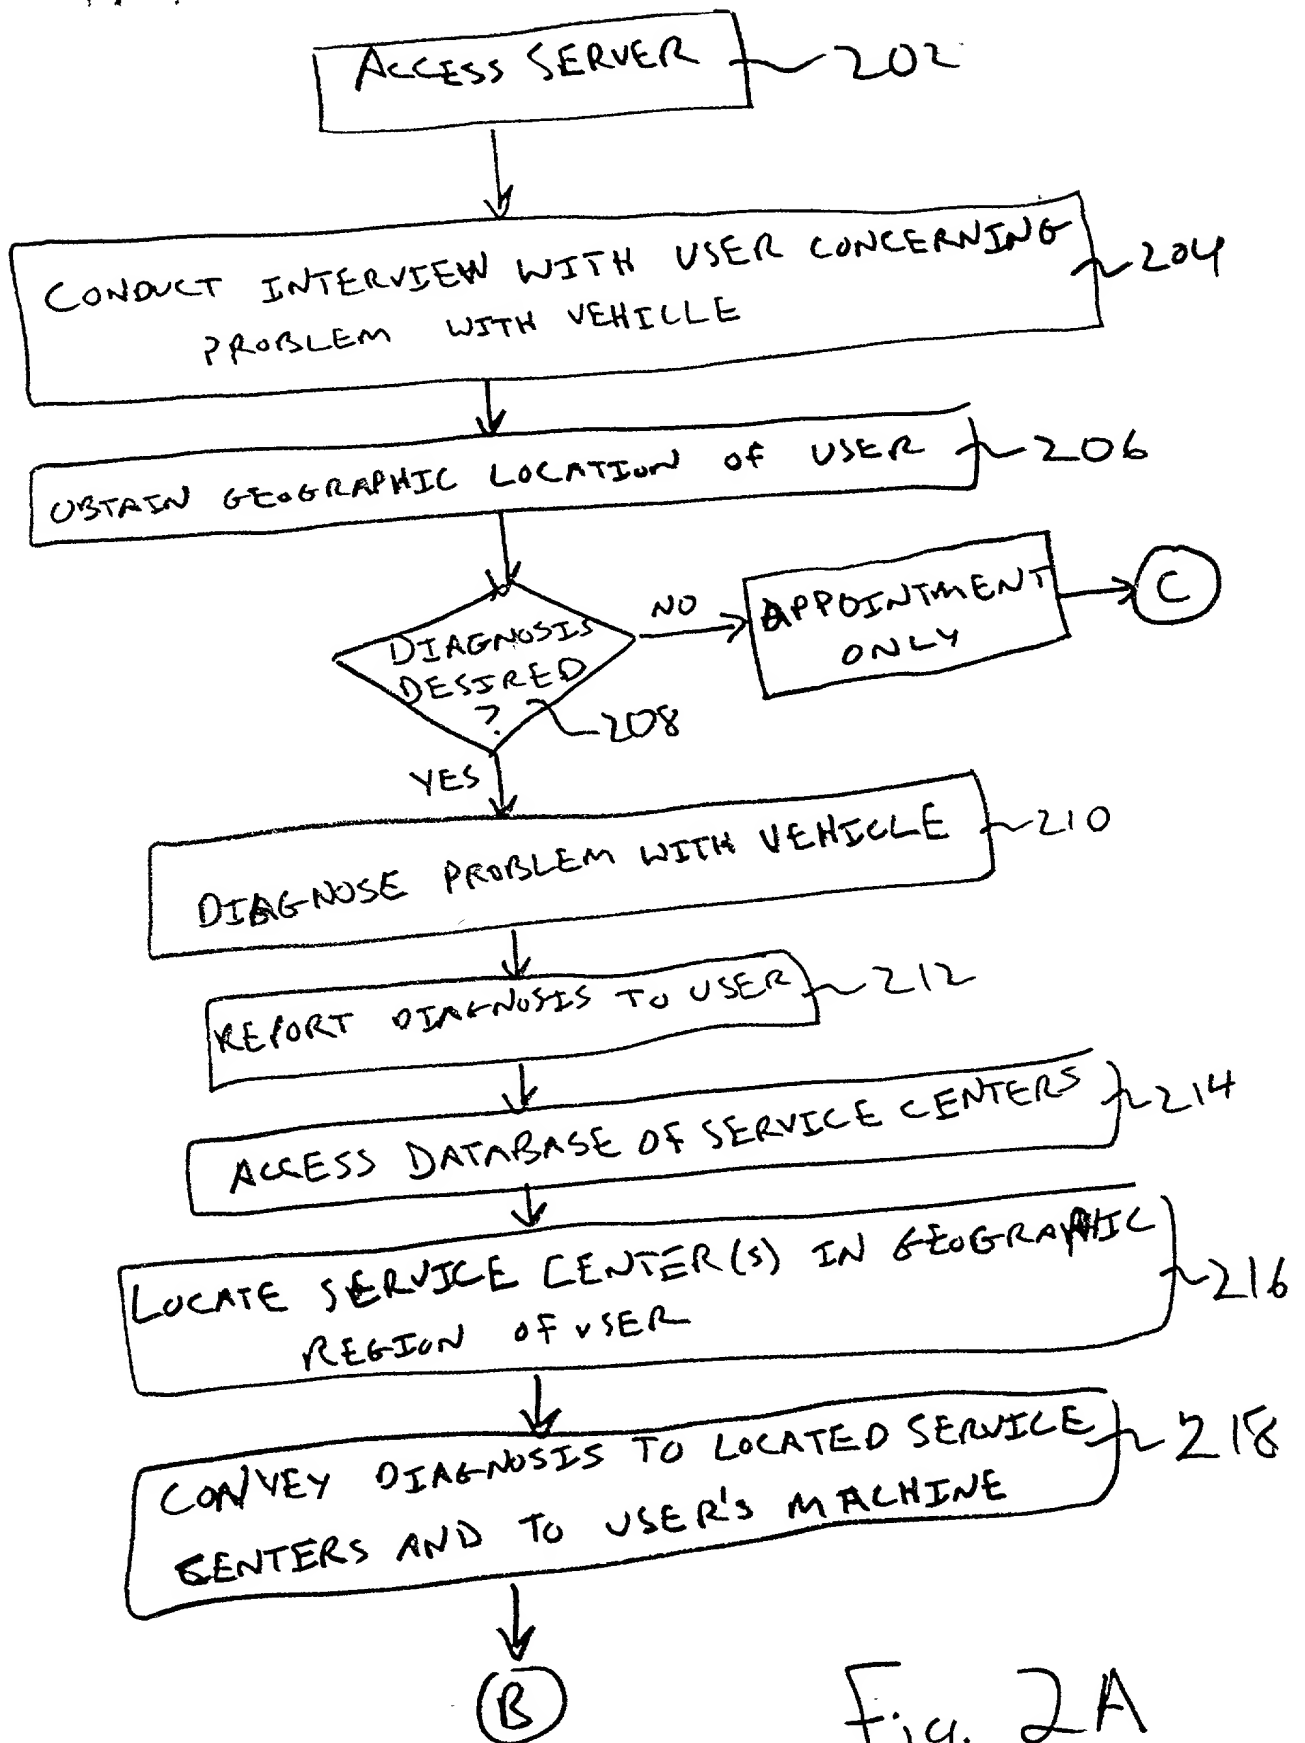 ACCESS SERVER 202
CONDUCT INTERVIEW WITH USER CONCERNING 204
PROBLEM WITH VEHICLE
OBTAIN GEOGRAPHIC LOCATION OF USER 206
NO
APPOINTMENT C
ONLY
DIAGNOSIS
DESIRED
? 208
YES
DIAGNOSE PROBLEM WITH VEHICLE 210
REPORT DIAGNOSIS TO USER 212
ACCESS DATABASE OF SERVICE CENTERS 214
LOCATE SERVICE CENTER(S) IN GEOGRAPHIC 216
REGION OF USER
CONVEY DIAGNOSIS TO LOCATED SERVICE 218
CENTERS AND TO USER'S MACHINE
B
Fig. 2A